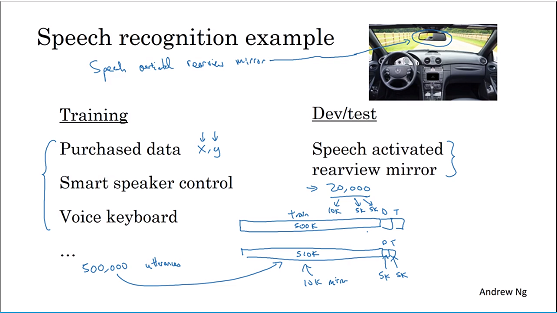 Speech recognition example
Speech activated rearview mirror
Training
Purchased data x, y
Smart speaker control
Voice keyboard
...
500,000 utterances
Dev/test
Speech activated
rearview mirror
→ 20,000
10K 5K 5K
train D T
500K
D T
510K
10K mirror
5K 5K
Andrew Ng